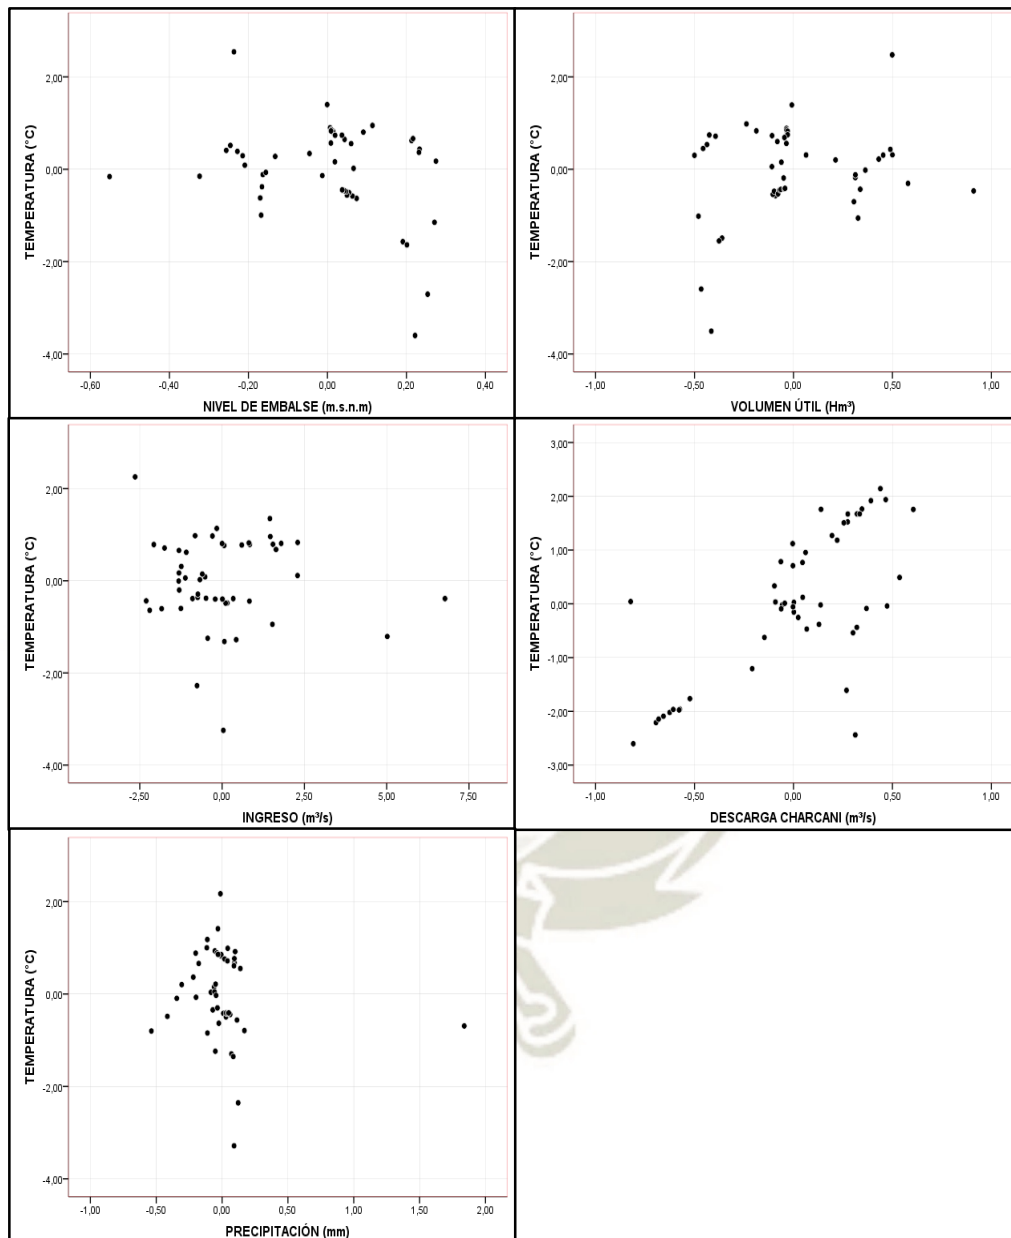 TEMPERATURA (°C)
2,00
0,00
-2,00
-4,00
-0,60 -0,40 -0,20 0,00 0,20 0,40
NIVEL DE EMBALSE (m.s.n.m)
TEMPERATURA (°C)
2,00
0,00
-2,00
-4,00
-1,00 -0,50 0,00 0,50 1,00
VOLUMEN ÚTIL (Hm³)
TEMPERATURA (°C)
2,00
0,00
-2,00
-4,00
-2,50 0,00 2,50 5,00 7,50
INGRESO (m³/s)
TEMPERATURA (°C)
3,00
2,00
1,00
0,00
-1,00
-2,00
-3,00
-1,00 -0,50 0,00 0,50 1,00
DESCARGA CHARCANI (m³/s)
TEMPERATURA (°C)
2,00
0,00
-2,00
-4,00
-1,00 -0,50 0,00 0,50 1,00 1,50 2,00
PRECIPITACIÓN (mm)